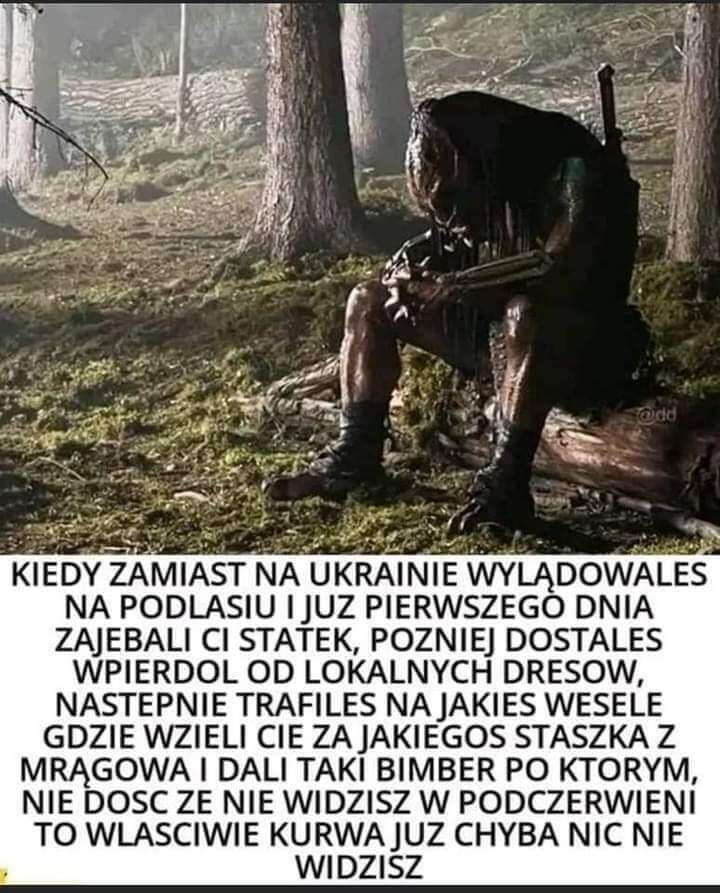 @dd
KIEDY ZAMIAST NA UKRAINIE WYLĄDOWALES
NA PODLASIU I JUZ PIERWSZEGO DNIA
ZAJEBALI CI STATEK, POZNIEJ DOSTALES
WPIERDOL OD LOKALNYCH DRESOW,
NASTEPNIE TRAFILES NA JAKIES WESELE
GDZIE WZIELI CIE ZA JAKIEGOS STASZKA Z
MRĄGOWA I DALI TAKI BIMBER PO KTORYM,
NIE DOSC ZE NIE WIDZISZ W PODCZERWIENI
TO WLASCIWIE KURWA JUZ CHYBA NIC NIE
WIDZISZ